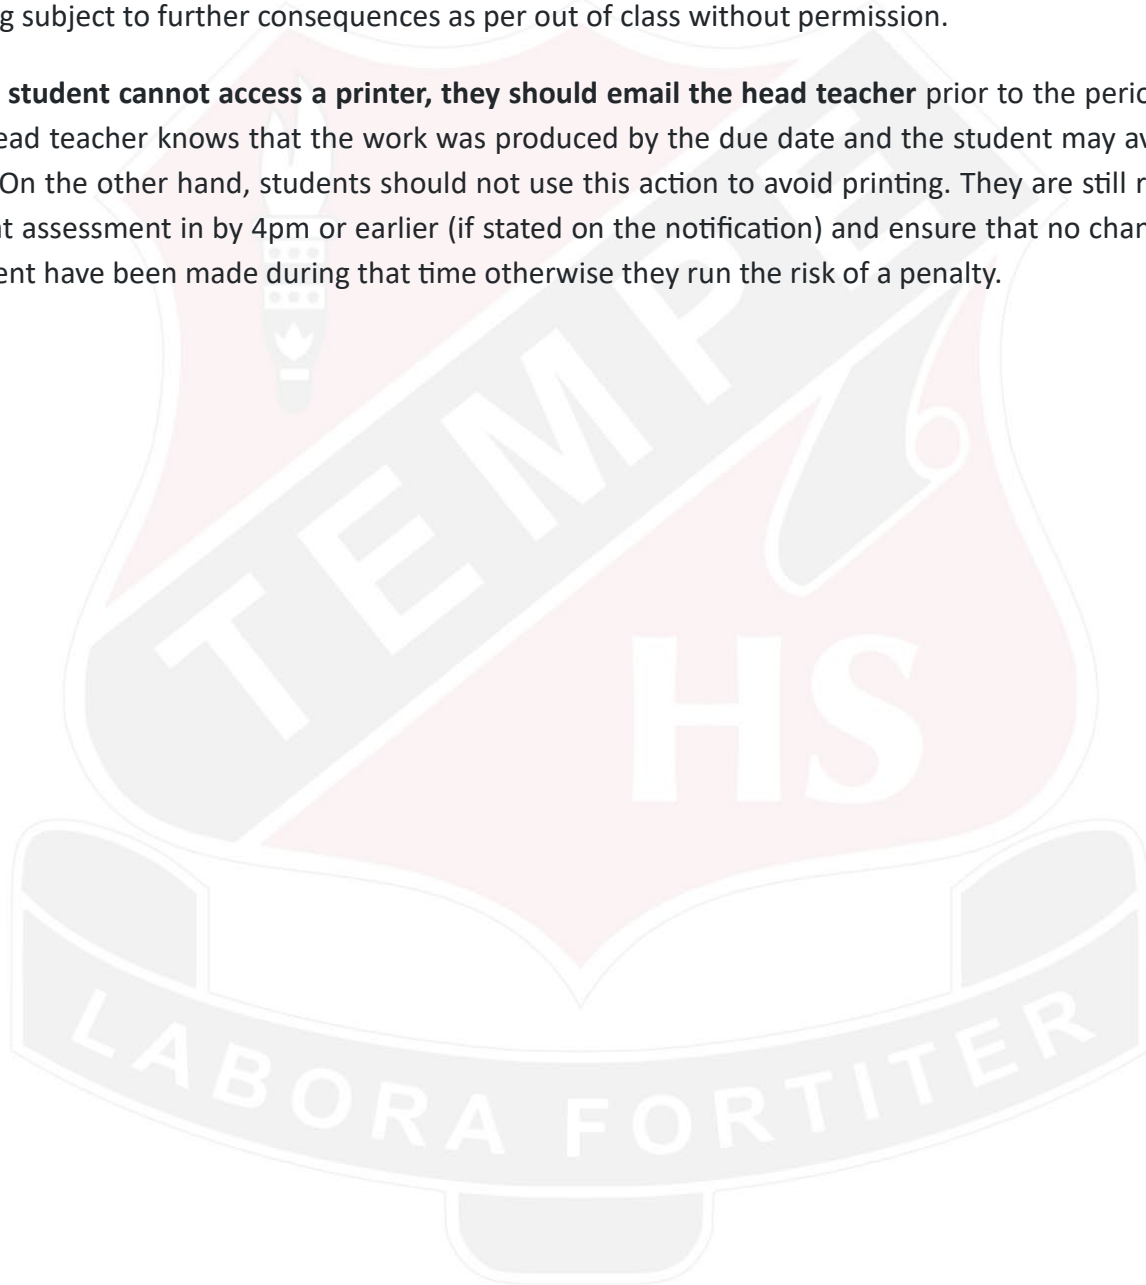 g subject to further consequences as per out of class without permission.
student cannot access a printer, they should email the head teacher prior to the perio
ead teacher knows that the work was produced by the due date and the student may av
On the other hand, students should not use this action to avoid printing. They are still r
t assessment in by 4pm or earlier (if stated on the notification) and ensure that no chan
ent have been made during that time otherwise they run the risk of a penalty.
TEMPE
HS
LABORA FORTITER